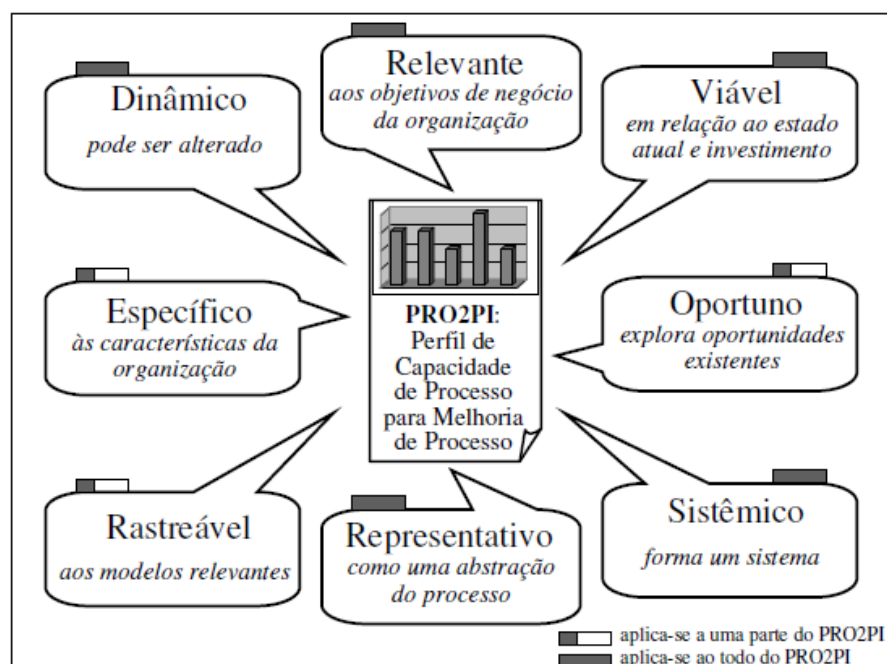 Dinâmico
pode ser alterado
Relevante
aos objetivos de negócio
da organização
Viável
em relação ao estado
atual e investimento
Específico
às características da
organização
PRO2PI:
Perfil de
Capacidade
de Processo
para Melhoria
de Processo
Oportuno
explora oportunidades
existentes
Rastreável
aos modelos relevantes
Representativo
como uma abstração
do processo
Sistêmico
forma um sistema
aplica-se a uma parte do PRO2PI
aplica-se ao todo do PRO2PI